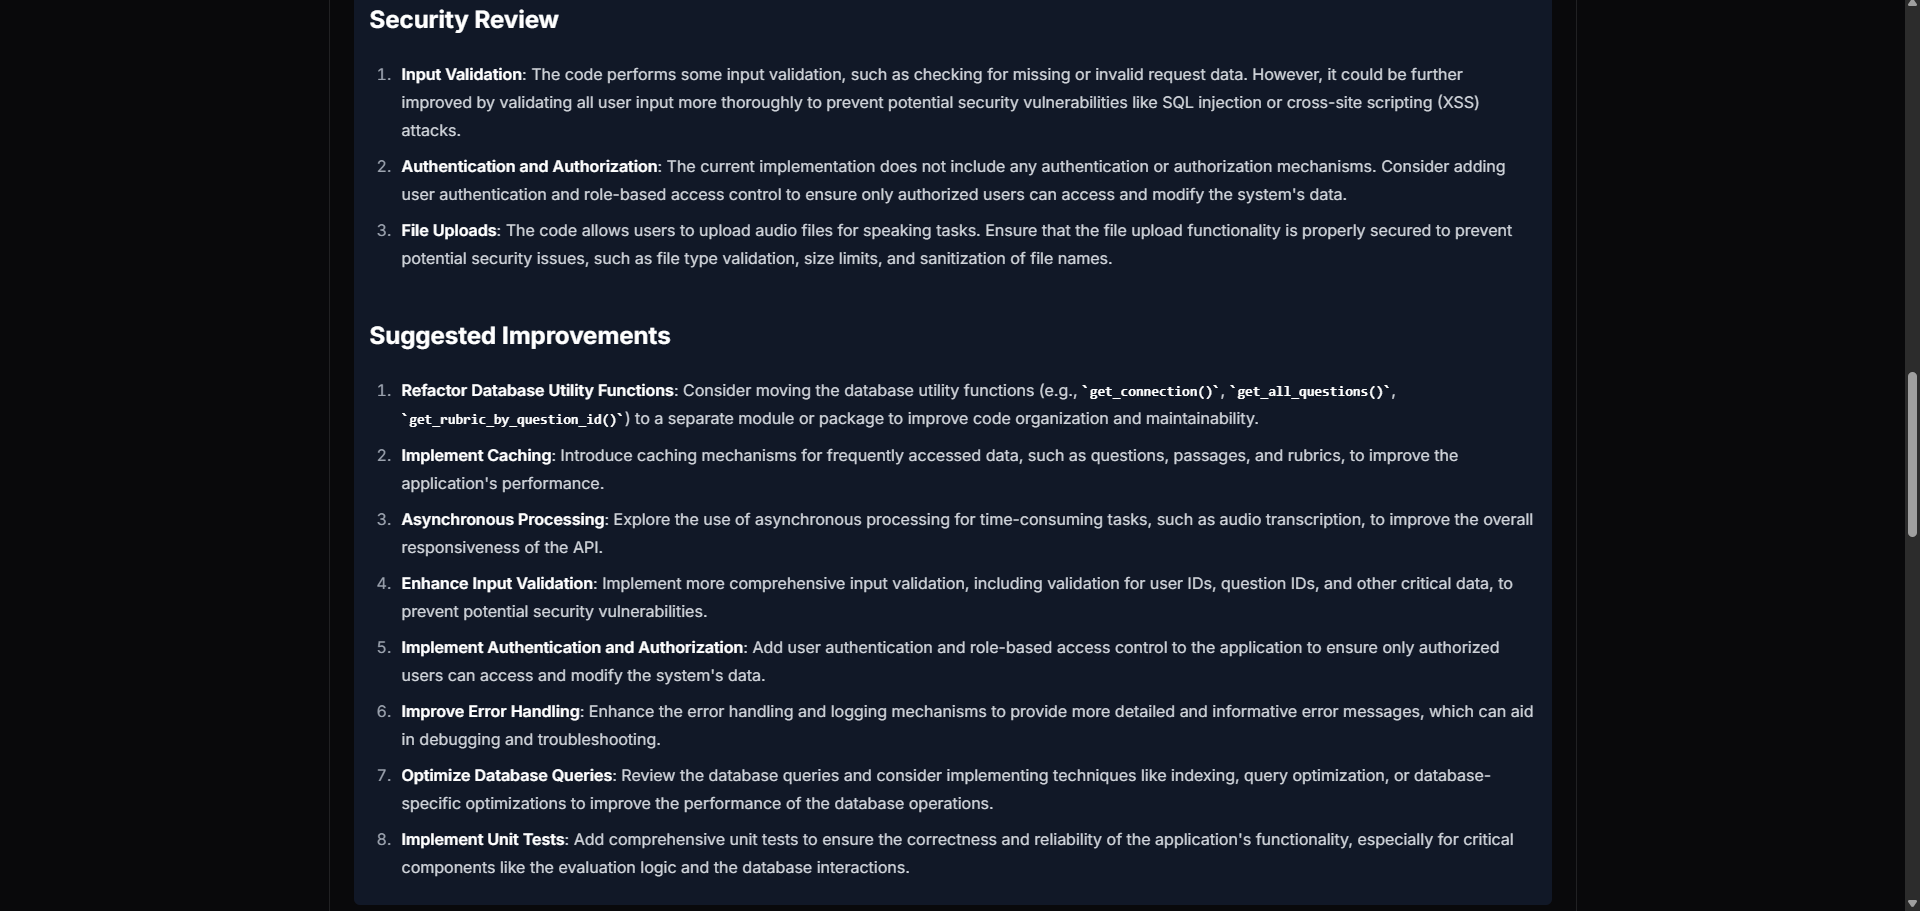 Security Review
1. Input Validation: The code performs some input validation, such as checking for missing or invalid request data. However, it could be further
improved by validating all user input more thoroughly to prevent potential security vulnerabilities like SQL injection or cross-site scripting (XSS)
attacks.
2. Authentication and Authorization: The current implementation does not include any authentication or authorization mechanisms. Consider adding
user authentication and role-based access control to ensure only authorized users can access and modify the system's data.
3. File Uploads: The code allows users to upload audio files for speaking tasks. Ensure that the file upload functionality is properly secured to prevent
potential security issues, such as file type validation, size limits, and sanitization of file names.
Suggested Improvements
1. Refactor Database Utility Functions: Consider moving the database utility functions (e.g., `get_connection()`, `get_all_questions()`,
`get_rubric_by_question_id()`) to a separate module or package to improve code organization and maintainability.
2. Implement Caching: Introduce caching mechanisms for frequently accessed data, such as questions, passages, and rubrics, to improve the
application's performance.
3. Asynchronous Processing: Explore the use of asynchronous processing for time-consuming tasks, such as audio transcription, to improve the overall
responsiveness of the API.
4. Enhance Input Validation: Implement more comprehensive input validation, including validation for user IDs, question IDs, and other critical data, to
prevent potential security vulnerabilities.
5. Implement Authentication and Authorization: Add user authentication and role-based access control to the application to ensure only authorized
users can access and modify the system's data.
6. Improve Error Handling: Enhance the error handling and logging mechanisms to provide more detailed and informative error messages, which can aid
in debugging and troubleshooting.
7. Optimize Database Queries: Review the database queries and consider implementing techniques like indexing, query optimization, or database-
specific optimizations to improve the performance of the database operations.
8. Implement Unit Tests: Add comprehensive unit tests to ensure the correctness and reliability of the application's functionality, especially for critical
components like the evaluation logic and the database interactions.